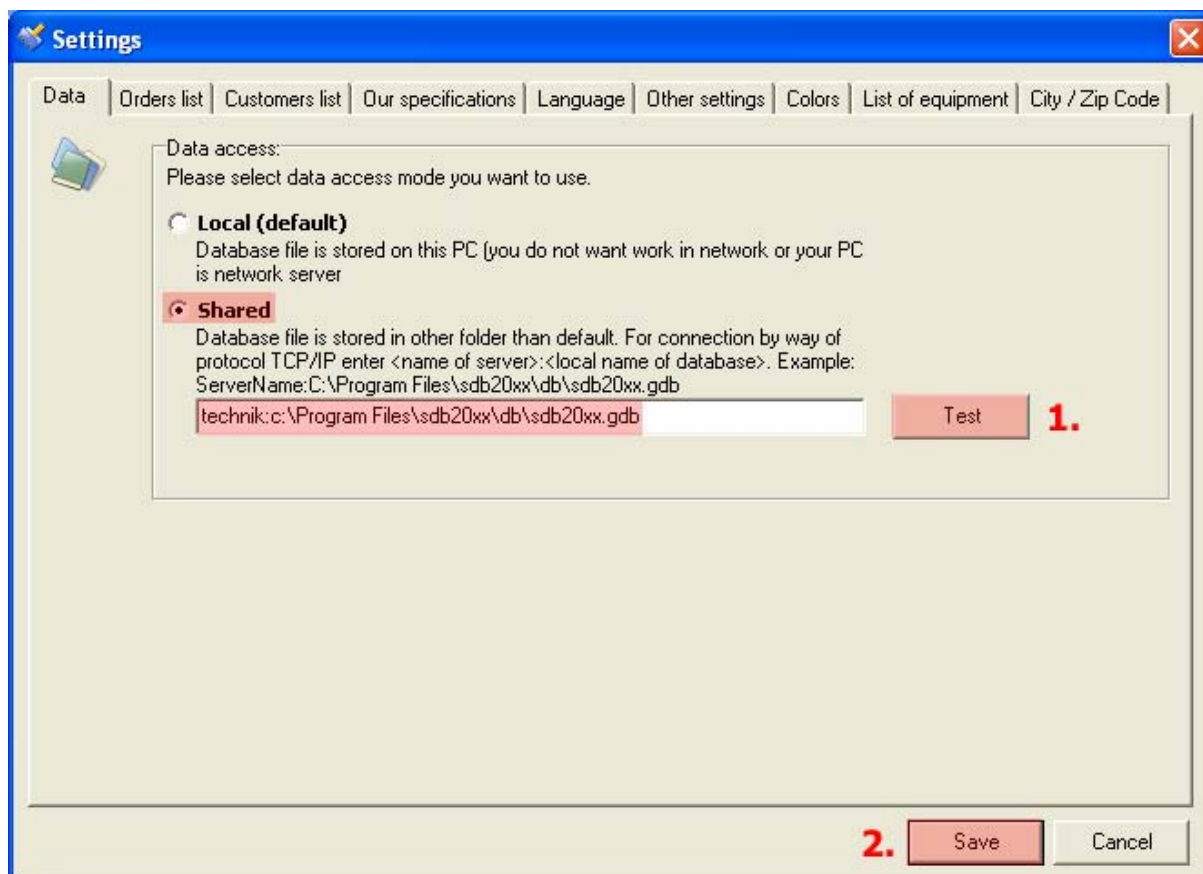 Settings
Data Orders list Customers list Our specifications Language Other settings Colors List of equipment City / Zip Code
Data access:
Please select data access mode you want to use.
Local (default)
Database file is stored on this PC (you do not want work in network or your PC
is network server
Shared
Database file is stored in other folder than default. For connection by way of
protocol TCP/IP enter <name of server>:<local name of database>. Example:
ServerName:C:\Program Files\sdb20xx\db\sdb20xx.gdb
technik:c:\Program Files\sdb20xx\db\sdb20xx.gdb
Test 1.
2. Save Cancel